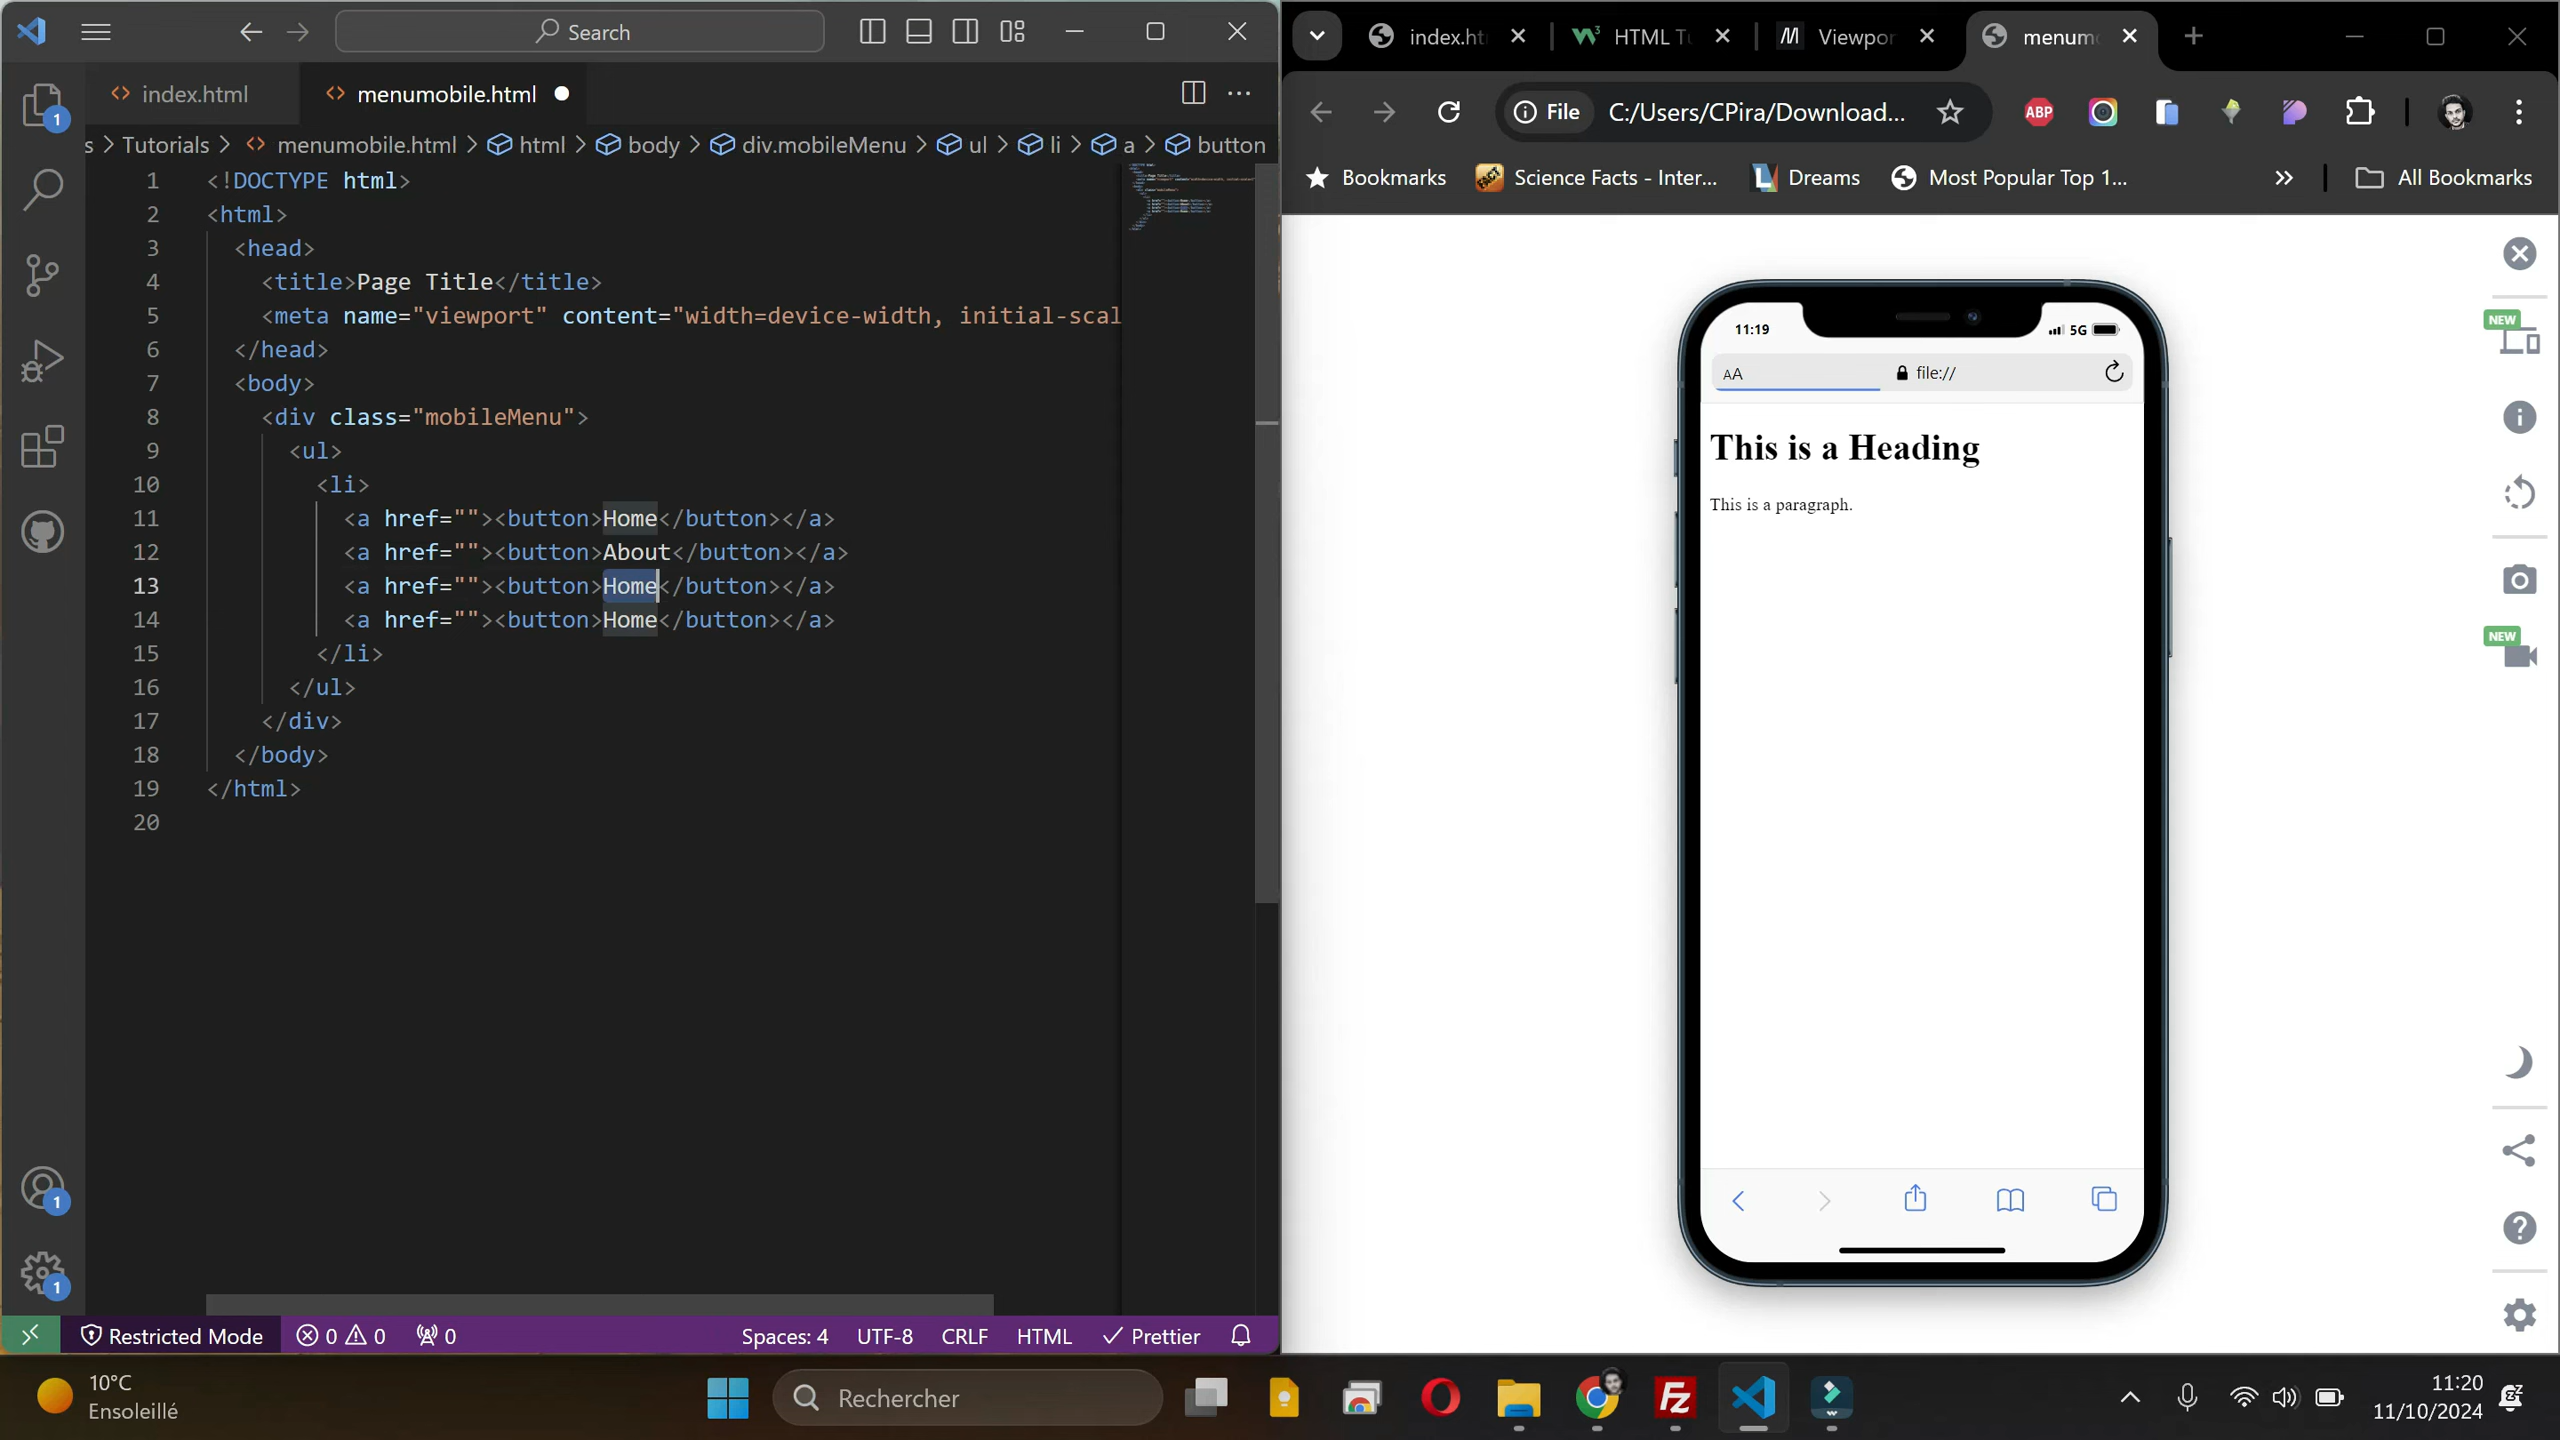 Search
index.html
menumobile.html
s > Tutorials > menumobile.html > html > body > div.mobileMenu > ul > li > a > button
1 <!DOCTYPE html>
2 <html>
3 <head>
4 <title>Page Title</title>
5 <meta name="viewport" content="width=device-width, initial-scal
6 </head>
7 <body>
8 <div class="mobileMenu">
9 <ul>
10 <li>
11 <a href=""><button>Home</button></a>
12 <a href=""><button>About</button></a>
13 <a href=""><button>Home</button></a>
14 <a href=""><button>Home</button></a>
15 </li>
16 </ul>
17 </div>
18 </body>
19 </html>
20
1
1
1
Restricted Mode 0 0 0 Spaces: 4 UTF-8 CRLF HTML Prettier
index.ht HTML Tu Viewpor menum
File C:/Users/CPira/Download... ABP
Bookmarks Science Facts - Inter... Dreams Most Popular Top 1... » All Bookmarks
11:19 5G
AA file://
This is a Heading
This is a paragraph.
NEW
NEW
10°C
Ensoleillé
Rechercher
Fz
11:20
11/10/2024